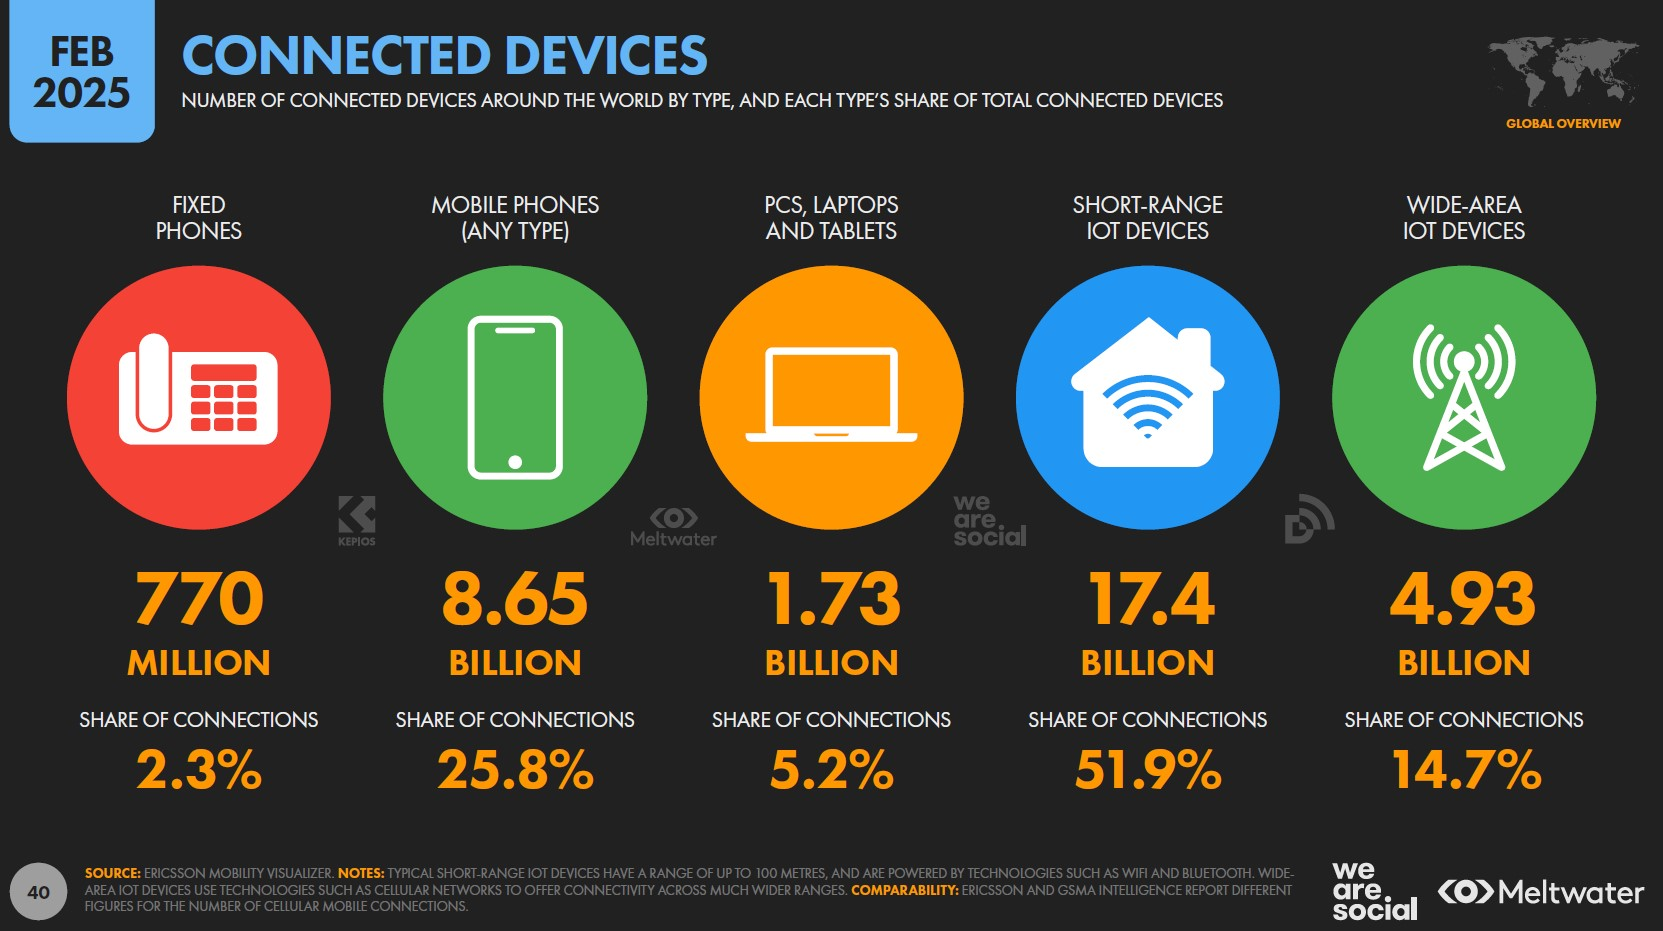 FEB
2025
CONNECTED DEVICES
NUMBER OF CONNECTED DEVICES AROUND THE WORLD BY TYPE, AND EACH TYPE'S SHARE OF TOTAL CONNECTED DEVICES
GLOBAL OVERVIEW
FIXED
PHONES
MOBILE PHONES
(ANY TYPE)
PCS, LAPTOPS
AND TABLETS
SHORT-RANGE
IOT DEVICES
WIDE-AREA
IOT DEVICES
KEPIOS
Meltwater
we
are
social
770
MILLION
8.65
BILLION
1.73
BILLION
17.4
BILLION
4.93
BILLION
SHARE OF CONNECTIONS
2.3%
SHARE OF CONNECTIONS
25.8%
SHARE OF CONNECTIONS
5.2%
SHARE OF CONNECTIONS
51.9%
SHARE OF CONNECTIONS
14.7%
40
SOURCE: ERICSSON MOBILITY VISUALIZER. NOTES: TYPICAL SHORT-RANGE IOT DEVICES HAVE A RANGE OF UP TO 100 METRES, AND ARE POWERED BY TECHNOLOGIES SUCH AS WIFI AND BLUETOOTH. WIDE-
AREA IOT DEVICES USE TECHNOLOGIES SUCH AS CELLULAR NETWORKS TO OFFER CONNECTIVITY ACROSS MUCH WIDER RANGES. COMPARABILITY: ERICSSON AND GSMA INTELLIGENCE REPORT DIFFERENT
FIGURES FOR THE NUMBER OF CELLULAR MOBILE CONNECTIONS.
we
are
social
Meltwater